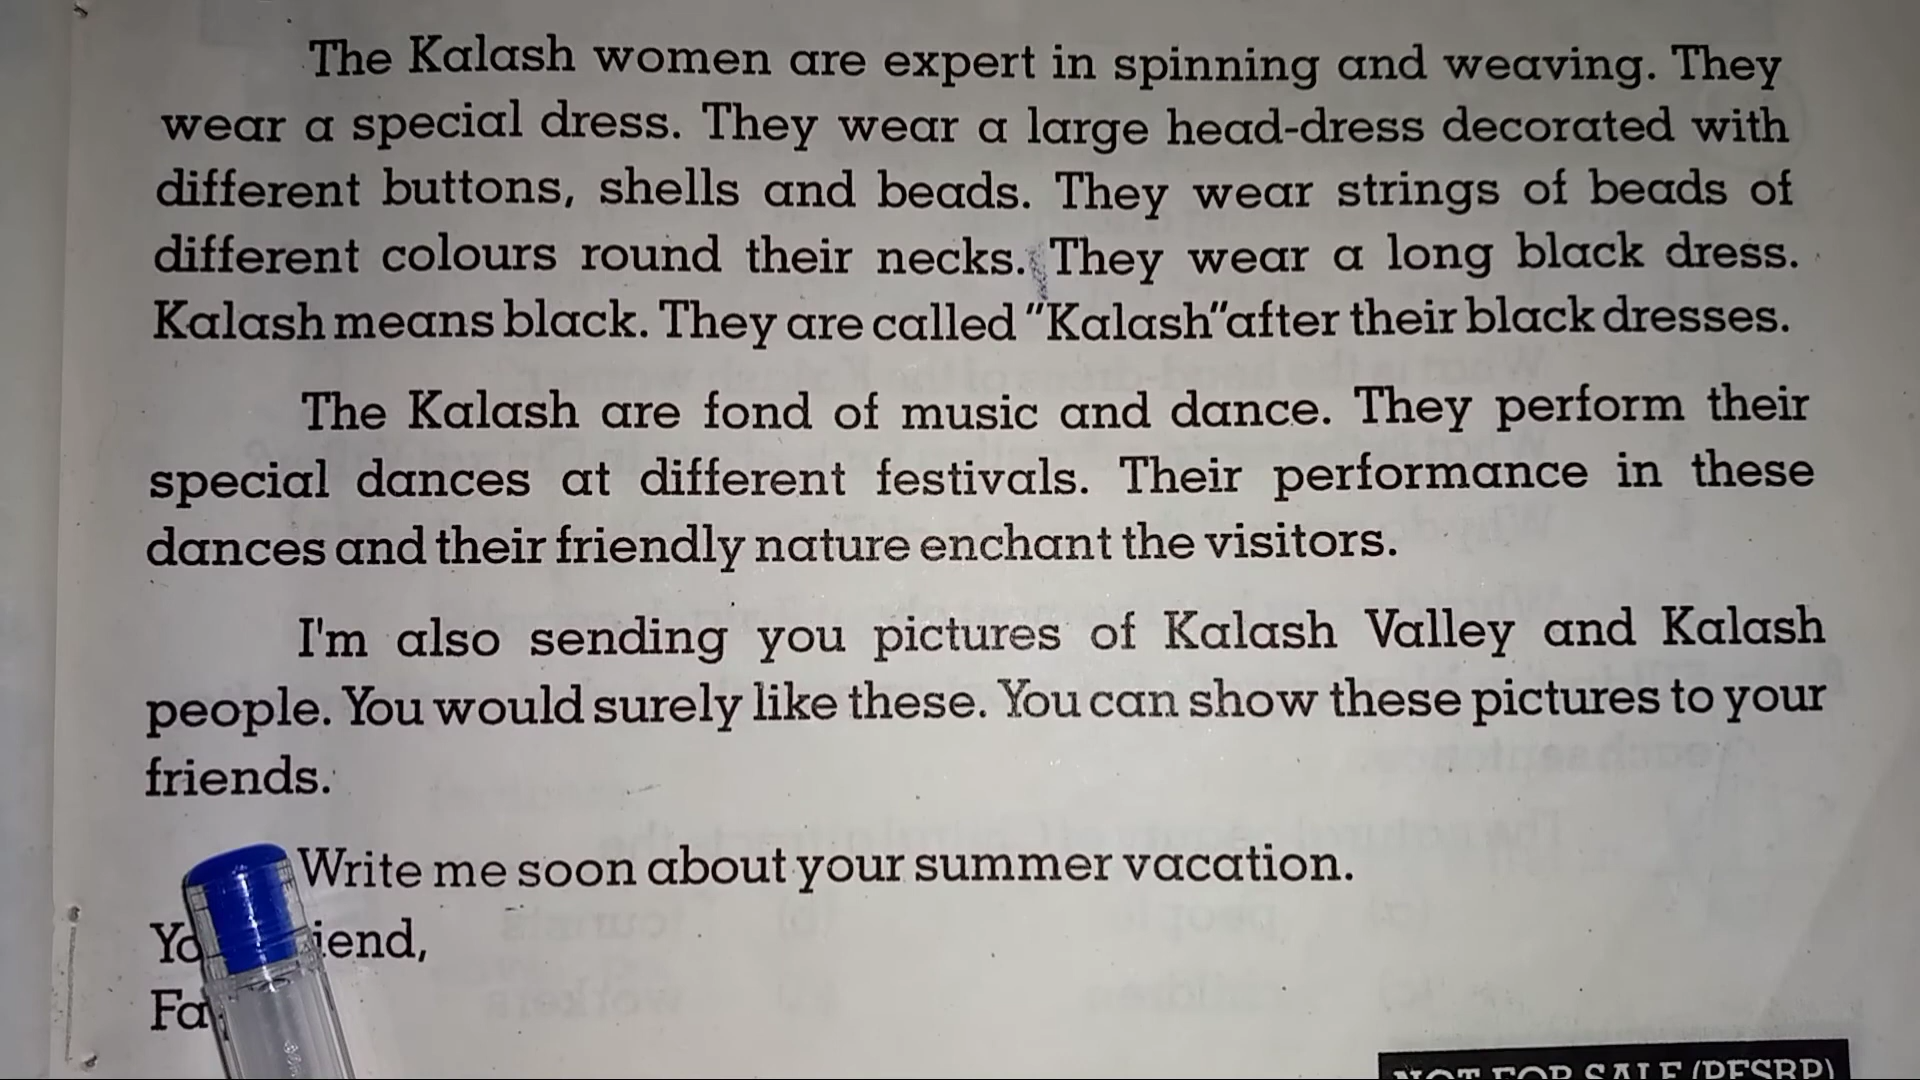 The Kalash women are expert in spinning and weaving. They
wear a special dress. They wear a large head-dress decorated with
different buttons, shells and beads. They wear strings of beads of
different colours round their necks. They wear a long black dress.
Kalash means black. They are called "Kalash"after their black dresses.
The Kalash are fond of music and dance. They perform their
special dances at different festivals. Their performance in these
dances and their friendly nature enchant the visitors.
I'm also sending you pictures of Kalash Valley and Kalash
people. You would surely like these. You can show these pictures to your
friends.
Write me soon about your summer vacation.
NOT FOR SALE (PESRP)